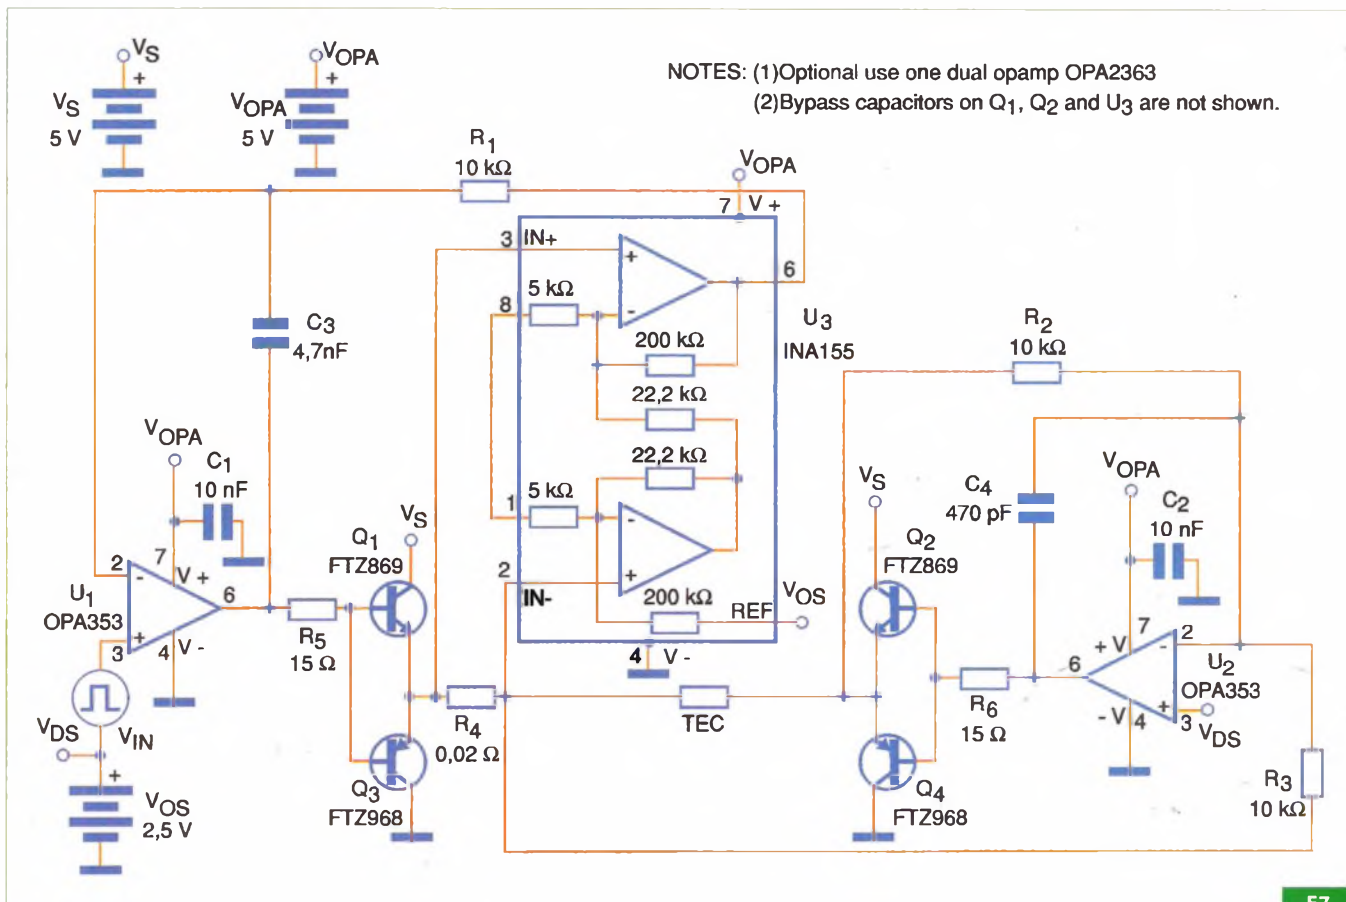 VS
+
VS
5 V
VOPA
+
VOPA
5 V
NOTES: (1)Optional use one dual opamp OPA2363
(2)Bypass capacitors on Q1, Q2 and U3 are not shown.
R1
10 kΩ
VOPA
7 V +
3 IN+
+
-
6
8
5 kΩ
200 kΩ
22,2 kΩ
22,2 kΩ
5 kΩ
1
-
+
2
IN-
200 kΩ
REF
VOS
4 V -
U3
INA155
C3
4,7nF
VOPA
C1
10 nF
2
-
7
V +
6
U1
OPA353
+
3
4
V -
VDS
VIN
+
VOS
2,5 V
R5
15 Ω
Q1
FTZ869
VS
Q3
FTZ968
R4
0,02 Ω
TEC
R2
10 kΩ
VS
Q2
FTZ869
Q4
FTZ968
C4
470 pF
R6
15 Ω
VOPA
C2
10 nF
7
+ V
2
-
6
U2
OPA353
- V
4
+
3
VDS
R3
10 kΩ
57